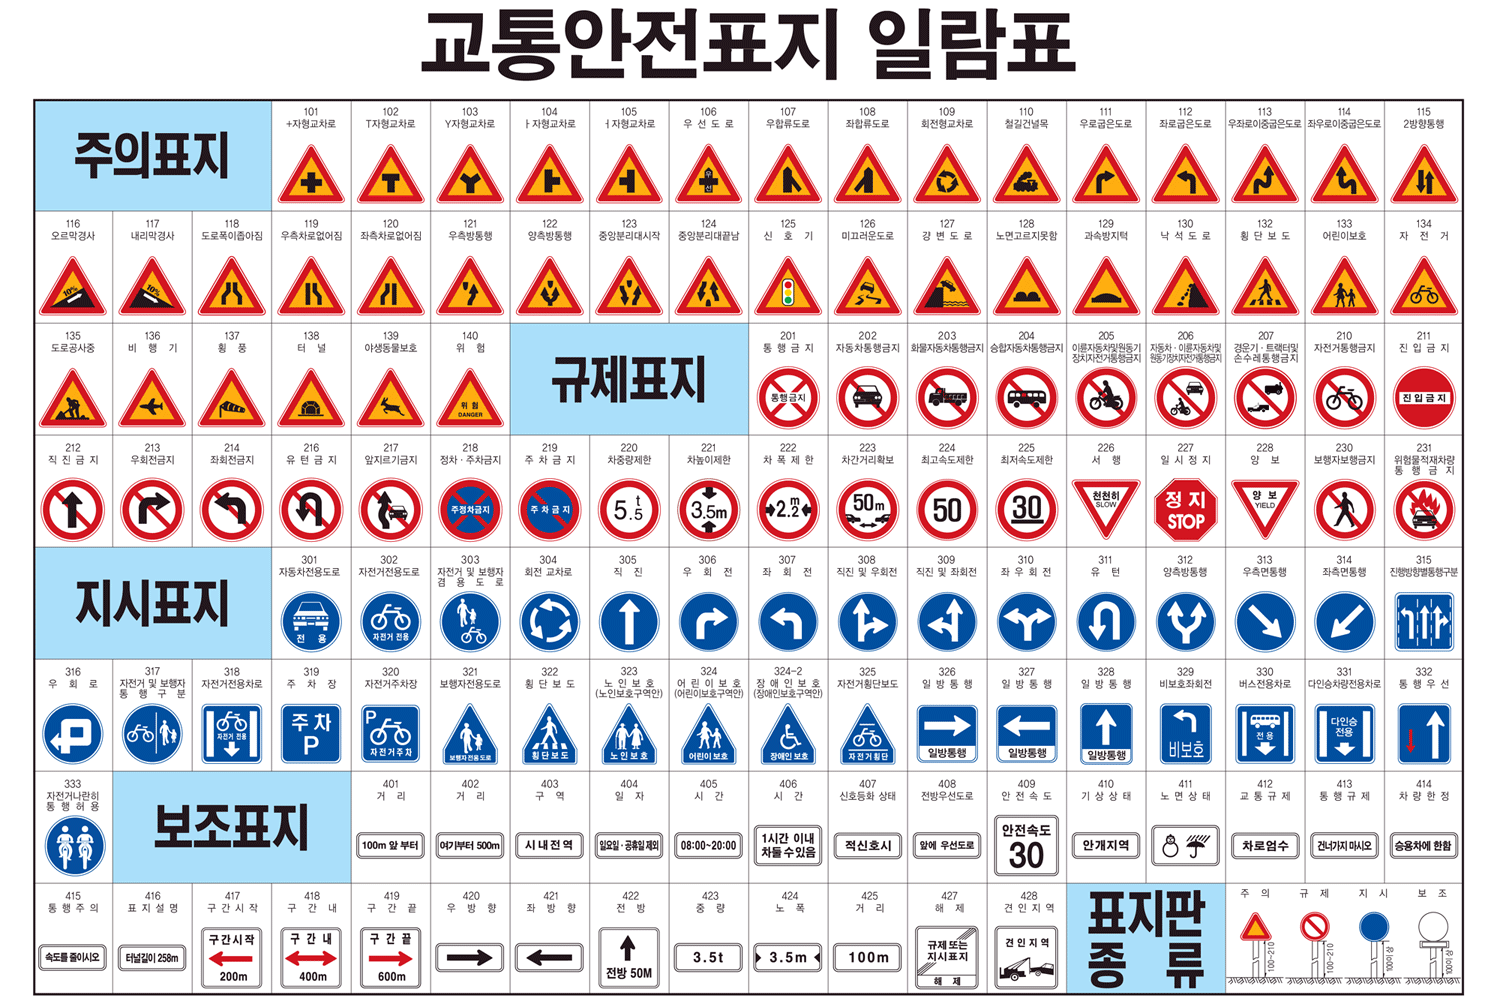 교통안전표지 일람표
주의표지
101
+자형교차로
102
T자형교차로
103
Y자형교차로
104
ㅏ자형교차로
105
ㅓ자형교차로
106
우 선 도 로
우
선
107
우합류도로
108
좌합류도로
109
회전형교차로
110
철길건널목
111
우로굽은도로
112
좌로굽은도로
113
우좌로이중굽은도로
114
좌우로이중굽은도로
115
2방향통행
116
오르막경사
10%
117
내리막경사
10%
118
도로폭이좁아짐
119
우측차로없어짐
120
좌측차로없어짐
121
우측방통행
122
양측방통행
123
중앙분리대시작
124
중앙분리대끝남
125
신 호 기
126
미끄러운도로
127
강 변 도 로
128
노면고르지못함
129
과속방지턱
130
낙 석 도 로
132
횡 단 보 도
133
어린이보호
134
자 전 거
135
도로공사중
136
비 행 기
137
횡 풍
138
터 널
139
야생동물보호
140
위 험
위 험
DANGER
규제표지
201
통 행 금 지
통행금지
202
자동차통행금지
203
화물자동차통행금지
204
승합자동차통행금지
205
이륜자동차및원동기
장치자전거통행금지
206
자동차 · 이륜자동차및
원동기장치자전거통행금지
207
경운기 · 트랙터및
손수레통행금지
210
자전거통행금지
211
진 입 금 지
진입금지
212
직 진 금 지
213
우회전금지
214
좌회전금지
216
유 턴 금 지
217
앞지르기금지
218
정차 · 주차금지
주정차금지
219
주 차 금 지
주차금지
220
차중량제한
5.5t
221
차높이제한
3.5m
222
차 폭 제 한
2.2m
223
차간거리확보
50m
224
최고속도제한
50
225
최저속도제한
30
226
서 행
천천히
SLOW
227
일 시 정 지
정지
STOP
228
양 보
양 보
YIELD
230
보행자보행금지
231
위험물적재차량
통 행 금 지
지시표지
301
자동차전용도로
전 용
302
자전거전용도로
자전거 전용
303
자전거 및 보행자
겸 용 도 로
304
회전 교차로
305
직 진
306
우 회 전
307
좌 회 전
308
직진 및 우회전
309
직진 및 좌회전
310
좌 우 회 전
311
유 턴
312
양측방통행
313
우측면통행
314
좌측면통행
315
진행방향별통행구분
316
우 회 로
317
자전거 및 보행자
통 행 구 분
318
자전거전용차로
자전거 전용
319
주 차 장
주차
P
320
자전거주차장
P
자전거주차
321
보행자전용도로
보행자전용도로
322
횡 단 보 도
횡단보도
323
노 인 보 호
(노인보호구역안)
노인보호
324
어 린 이 보 호
(어린이보호구역안)
어린이보호
324-2
장 애 인 보 호
(장애인보호구역안)
장애인보호
325
자전거횡단보도
자전거횡단
326
일 방 통 행
일방통행
327
일 방 통 행
일방통행
328
일 방 통 행
일방통행
329
비보호좌회전
비보호
330
버스전용차로
전 용
331
다인승차량전용차로
다인승
전용
332
통 행 우 선
333
자전거나란히
통 행 허 용
보조표지
401
거 리
100m 앞 부터
402
거 리
여기부터 500m
403
구 역
시내전역
404
일 자
일요일 · 공휴일 제외
405
시 간
08:00~20:00
406
시 간
1시간 이내
차둘 수 있음
407
신호등화 상태
적신호시
408
전방우선도로
앞에 우선도로
409
안 전 속 도
안전속도
30
410
기 상 상 태
안개지역
411
노 면 상 태
412
교 통 규 제
차로엄수
413
통 행 규 제
건너가지 마시오
414
차 량 한 정
승용차에 한함
415
통 행 주 의
속도를 줄이시오
416
표 지 설 명
터널길이 258m
417
구 간 시 작
구간시작
200m
418
구 간 내
구 간 내
400m
419
구 간 끝
구 간 끝
600m
420
우 방 향
421
좌 방 향
422
전 방
전방 50M
423
중 량
3.5t
424
노 폭
3.5m
425
거 리
100m
427
해 제
규제 또는
지시표지
해 제
428
견 인 지 역
견 인 지 역
표지판
종 류
주 의
100~210
규 제
100~210
지 시
100이상
보 조
100이상